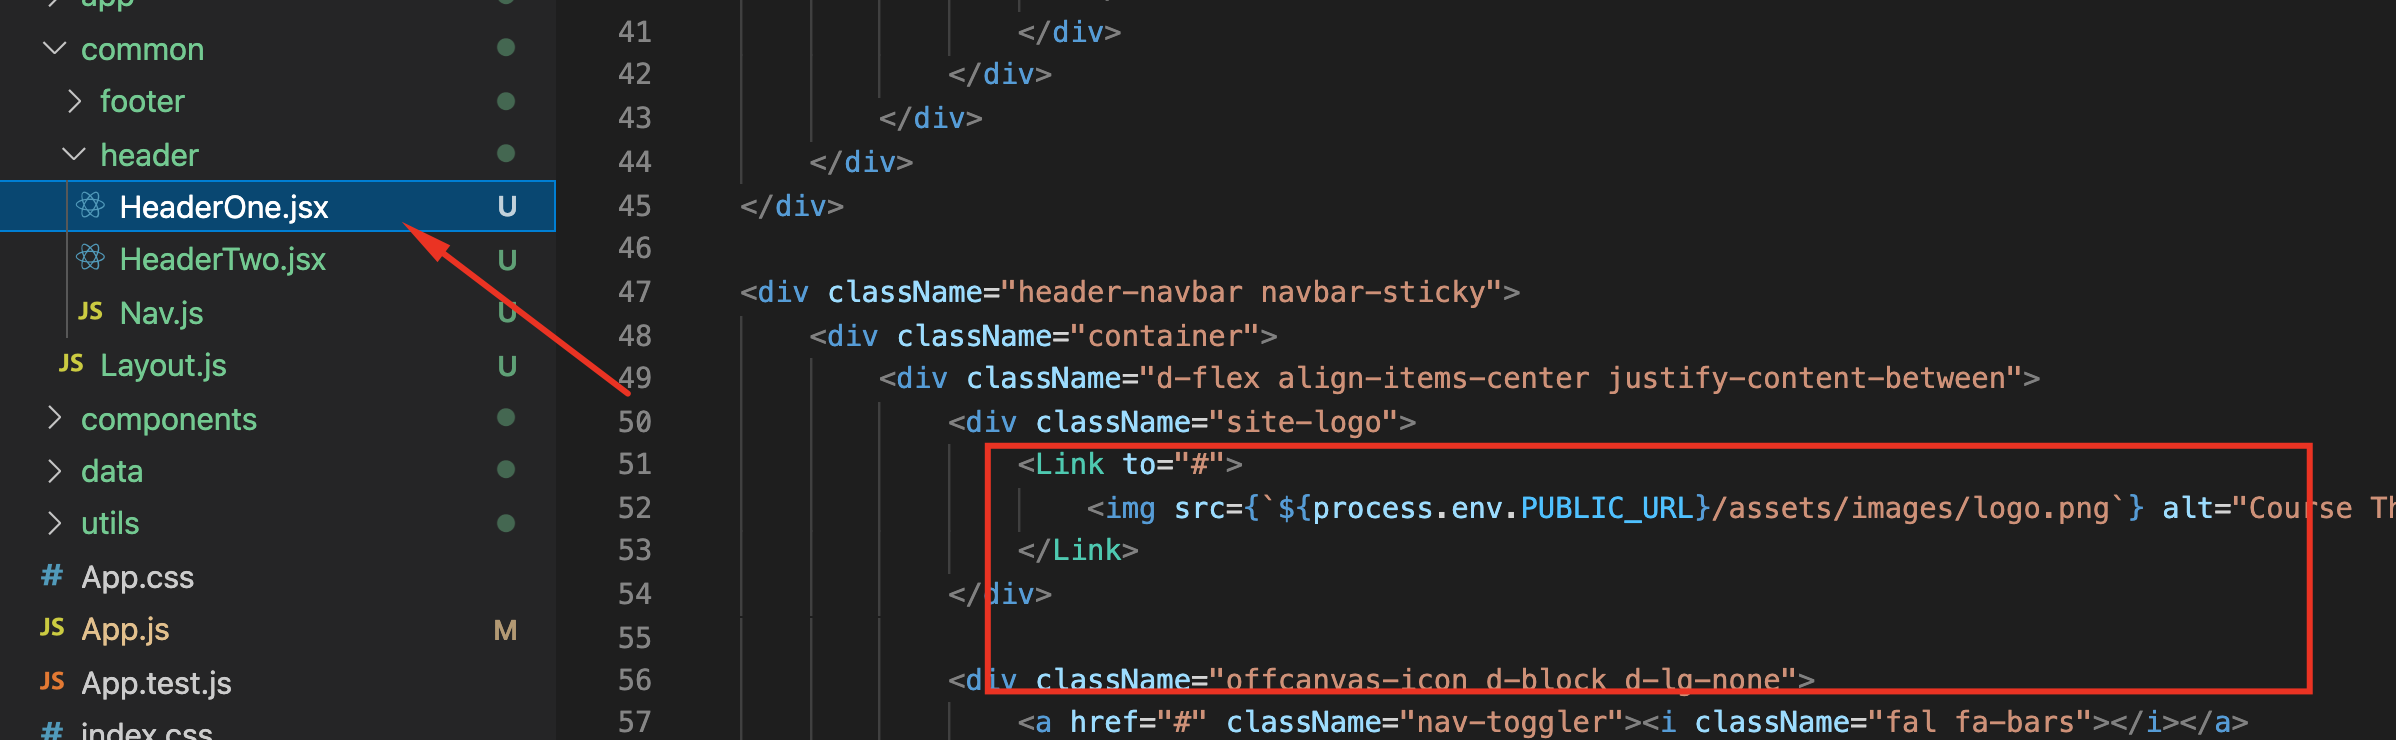 app
common
footer
header
HeaderOne.jsx U
HeaderTwo.jsx U
JS Nav.js U
JS Layout.js U
components
data
utils
# App.css
JS App.js M
JS App.test.js
# index.css
41 </div>
42 </div>
43 </div>
44 </div>
45 </div>
46
47 <div className="header-navbar navbar-sticky">
48 <div className="container">
49 <div className="d-flex align-items-center justify-content-between">
50 <div className="site-logo">
51 <Link to="#">
52 <img src={`${process.env.PUBLIC_URL}/assets/images/logo.png`} alt="Course Th
53 </Link>
54 </div>
55
56 <div className="offcanvas-icon d-block d-lg-none">
57 <a href="#" className="nav-toggler"><i className="fal fa-bars"></i></a>